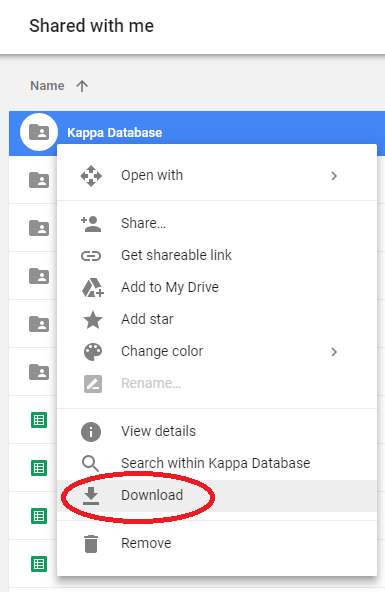 Shared with me
Name
Kappa Database
Open with
Share...
Get shareable link
Add to My Drive
Add star
Change color
Rename...
View details
Search within Kappa Database
Download
Remove